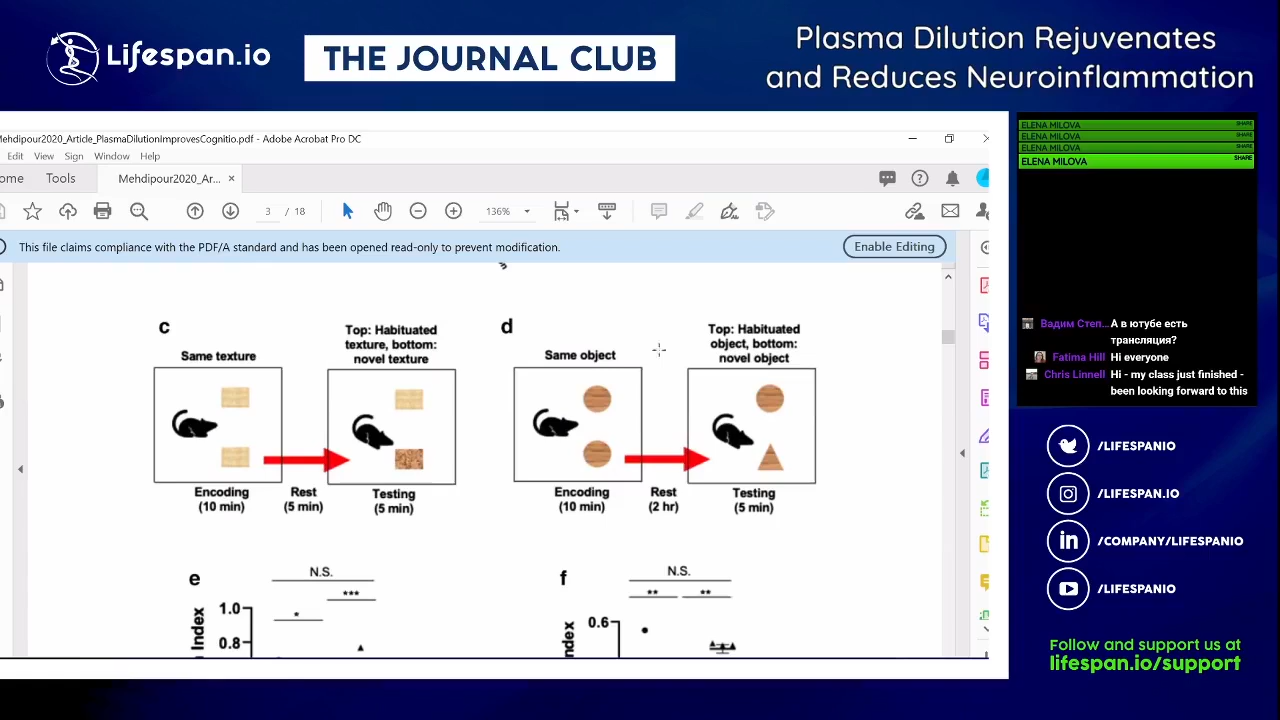 Lifespan.io
THE JOURNAL CLUB
Plasma Dilution Rejuvenates
and Reduces Neuroinflammation
Mehdipour2020_Article_PlasmaDilutionImprovesCognitio.pdf - Adobe Acrobat Pro DC
Edit View Sign Window Help
ome Tools Mehdipour2020_Ar... ×
3 / 18 136%
This file claims compliance with the PDF/A standard and has been opened read-only to prevent modification.
Enable Editing
c
Same texture
Top: Habituated
texture, bottom:
novel texture
Encoding
(10 min)
Rest
(5 min)
Testing
(5 min)
d
Same object
Top: Habituated
object, bottom:
novel object
Encoding
(10 min)
Rest
(2 hr)
Testing
(5 min)
e
N.S.
***
*
1.0
0.8
Index
f
N.S.
** **
0.6
ndex
ELENA MILOVA SHARE
ELENA MILOVA SHARE
ELENA MILOVA SHARE
ELENA MILOVA SHARE
Вадим Степ... А в ютубе есть
трансляция?
Fatima Hill Hi everyone
Chris Linnell Hi - my class just finished -
been looking forward to this
/LIFESPANIO
/LIFESPAN.IO
/COMPANY/LIFESPANIO
/LIFESPANIO
Follow and support us at
lifespan.io/support